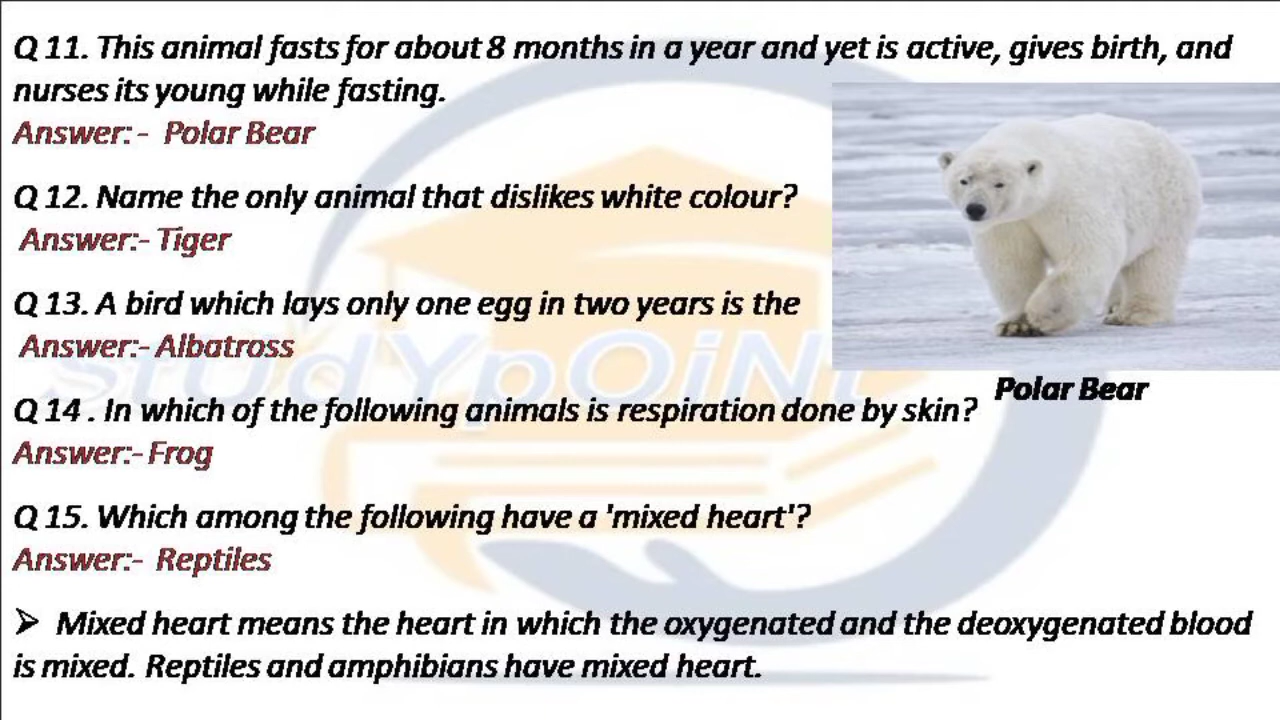 Q 11. This animal fasts for about 8 months in a year and yet is active, gives birth, and
nurses its young while fasting.
Answer: - Polar Bear
Q 12. Name the only animal that dislikes white colour?
Answer:- Tiger
Q 13. A bird which lays only one egg in two years is the
Answer:- Albatross
Polar Bear
Q 14 . In which of the following animals is respiration done by skin?
Answer:- Frog
Q 15. Which among the following have a 'mixed heart'?
Answer:- Reptiles
➢ Mixed heart means the heart in which the oxygenated and the deoxygenated blood
is mixed. Reptiles and amphibians have mixed heart.
stUdYpOiNt